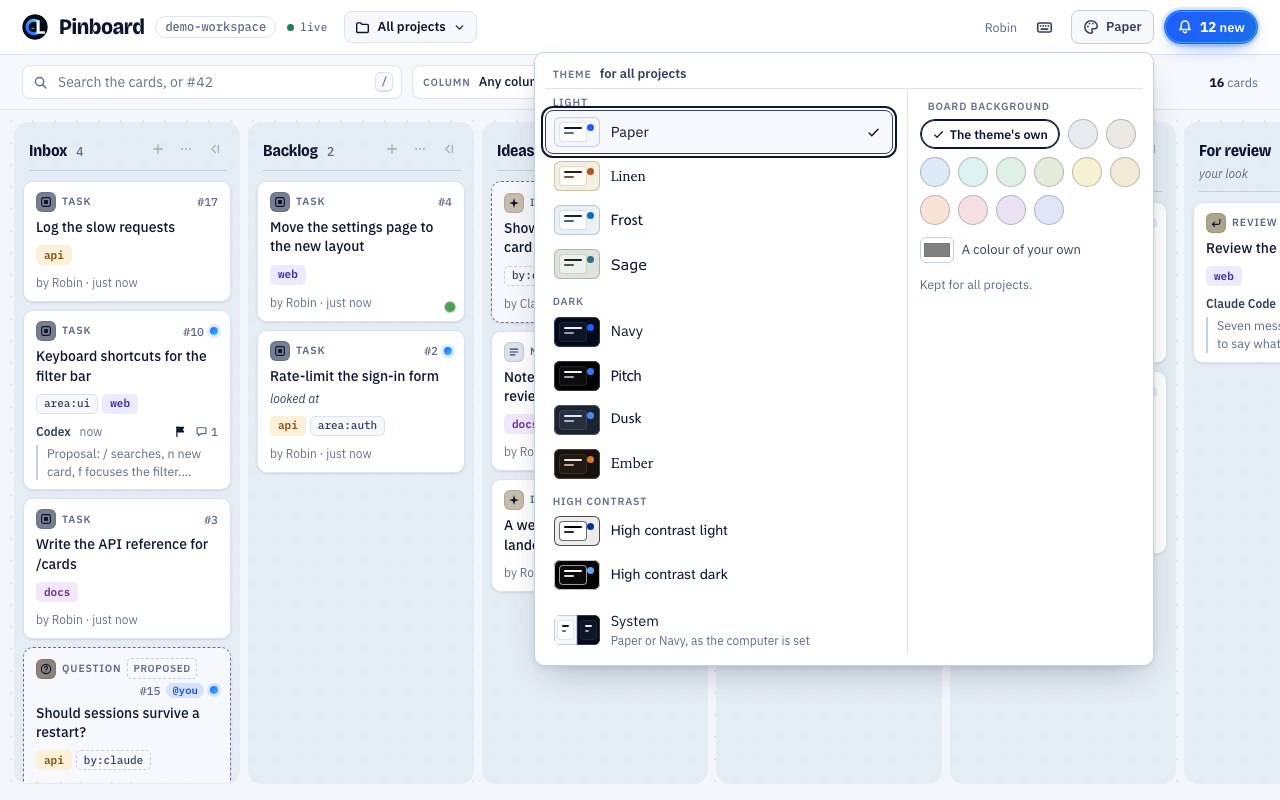 Pinboard demo-workspace live All projects Robin Paper 12 new
Search the cards, or #42 / COLUMN 16 cards
THEME for all projects
LIGHT
Paper
Linen
Frost
Sage
DARK
Navy
Pitch
Dusk
Ember
HIGH CONTRAST
High contrast light
High contrast dark
System
Paper or Navy, as the computer is set
BOARD BACKGROUND
The theme's own
A colour of your own
Kept for all projects.
Inbox 4
TASK #17
Log the slow requests
api
by Robin · just now
TASK #10
Keyboard shortcuts for the
filter bar
area:ui web
Codex now 1
Proposal: / searches, n new
card, f focuses the filter.…
TASK #3
Write the API reference for
/cards
docs
by Robin · just now
QUESTION PROPOSED
#15 @you
Should sessions survive a
restart?
api by:claude
Backlog 2
TASK #4
Move the settings page to
the new layout
web
by Robin · just now
TASK #2
Rate-limit the sign-in form
looked at
api area:auth
by Robin · just now
Ideas
card
Note
docs
A we
For review
your look
REVIEW
Review the
web
Claude Code
Seven mess
to say what